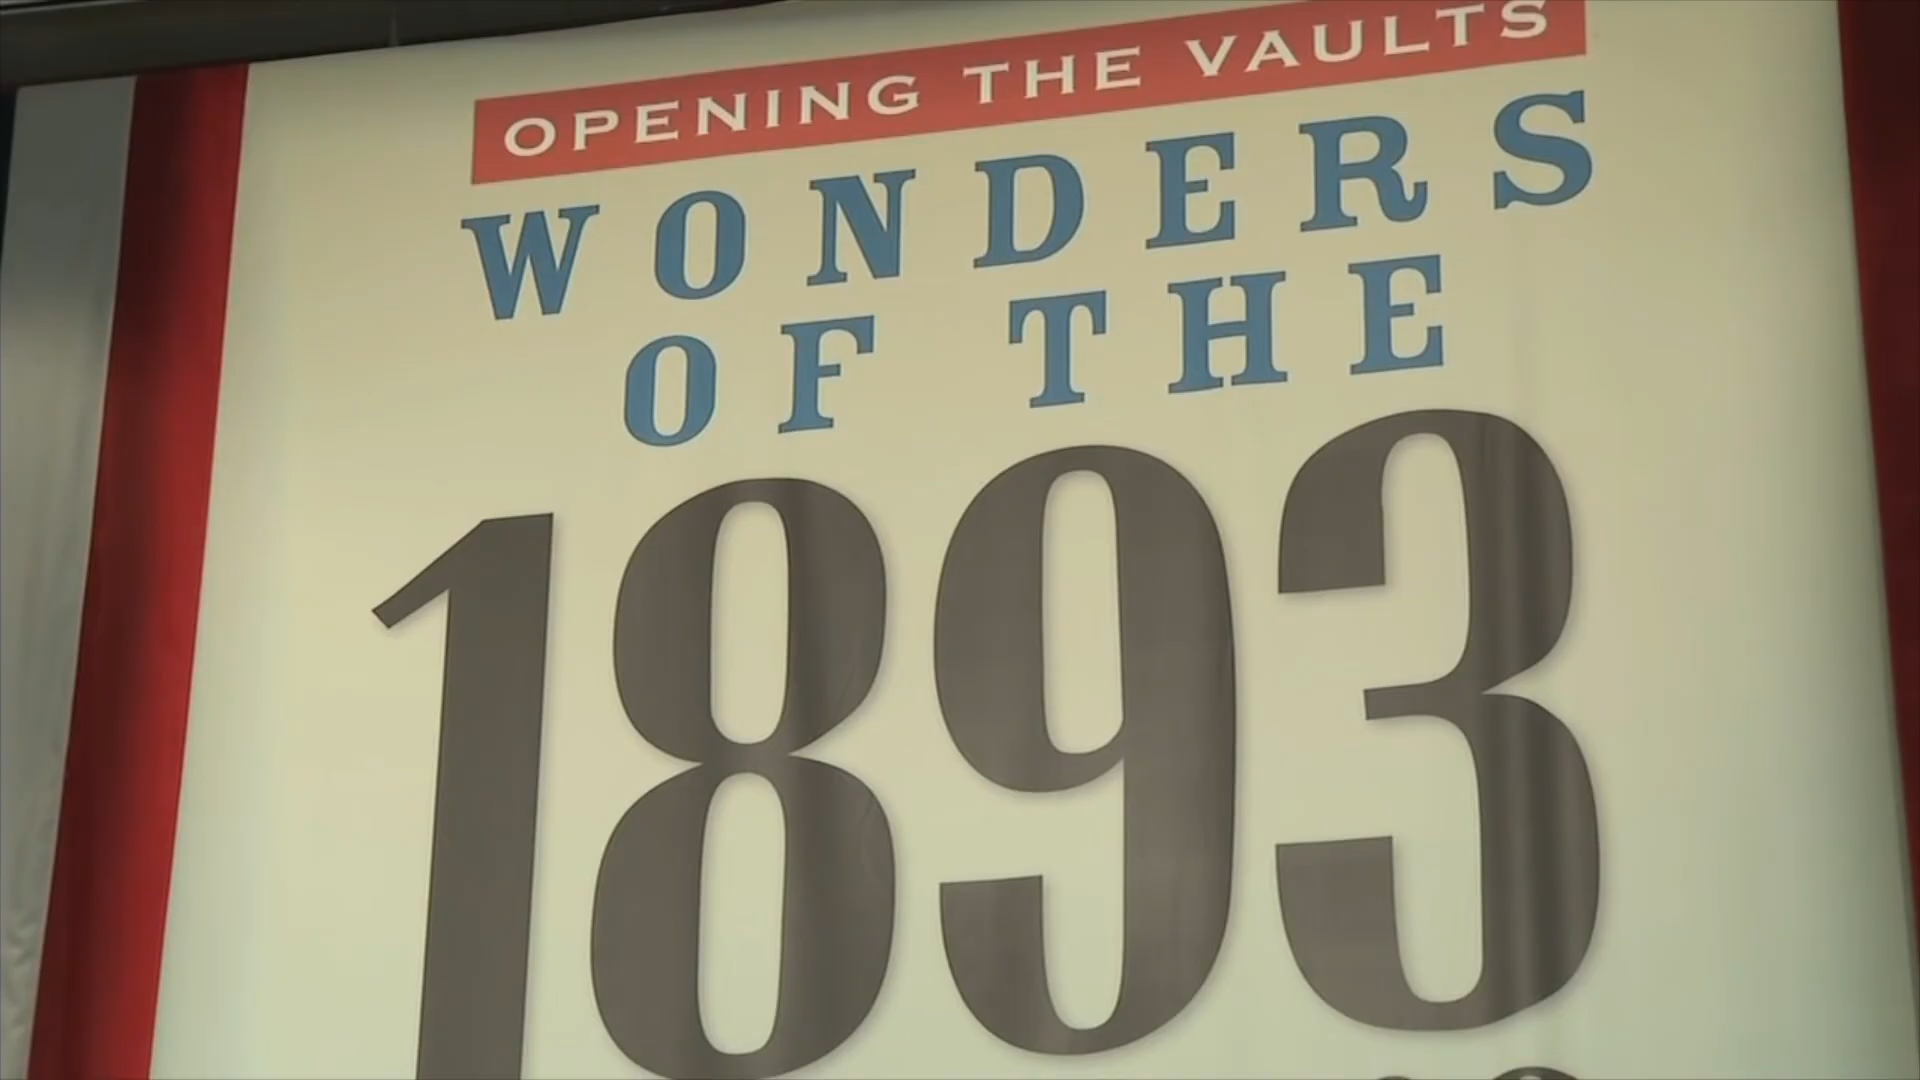 OPENING THE VAULTS
WONDERS
OF THE
1893